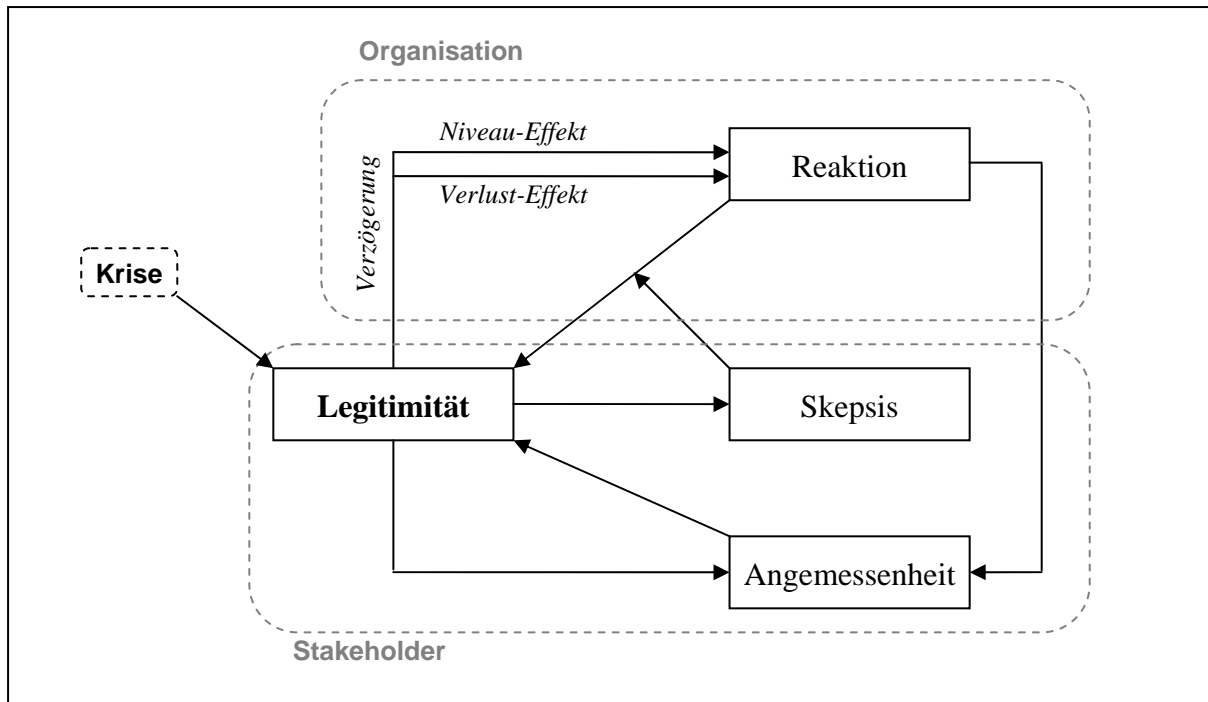 Organisation
Niveau-Effekt
Reaktion
Verlust-Effekt
Verzögerung
Krise
Legitimität
Skepsis
Angemessenheit
Stakeholder